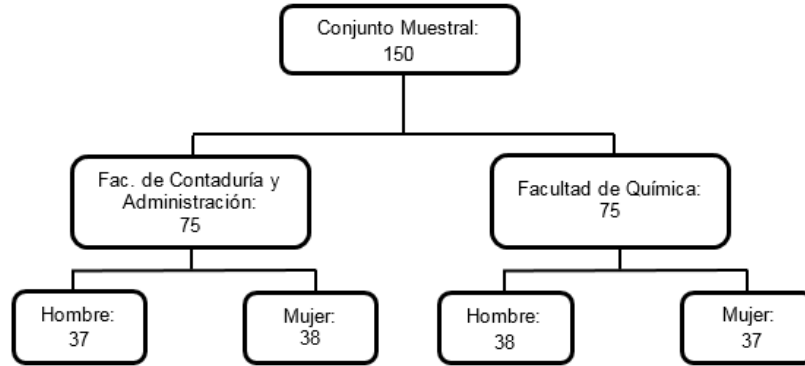 Conjunto Muestral:
150
Fac. de Contaduría y
Administración:
75
Facultad de Química:
75
Hombre:
37
Mujer:
38
Hombre:
38
Mujer:
37